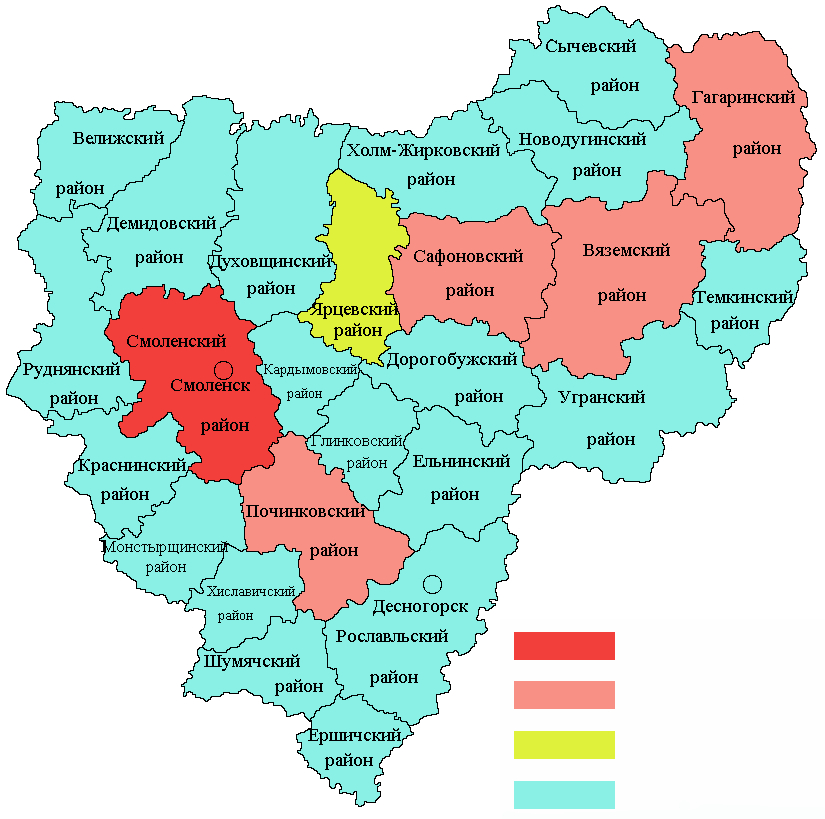 Сычевский
район
Гагаринский
район
Велижский
район
Холм-Жирковский
район
Новодугинский
район
Демидовский
район
Духовщинский
район
Сафоновский
район
Вяземский
район
Ярцевский
район
Темкинский
район
Смоленский
Смоленск
район
Руднянский
район
Кардымовский
район
Дорогобужский
район
Угранский
район
Глинковский
район
Краснинский
район
Ельнинский
район
Починковский
район
Монстырщинский
район
Хиславичский
район
Десногорск
Рославльский
район
Шумячский
район
Ершичский
район